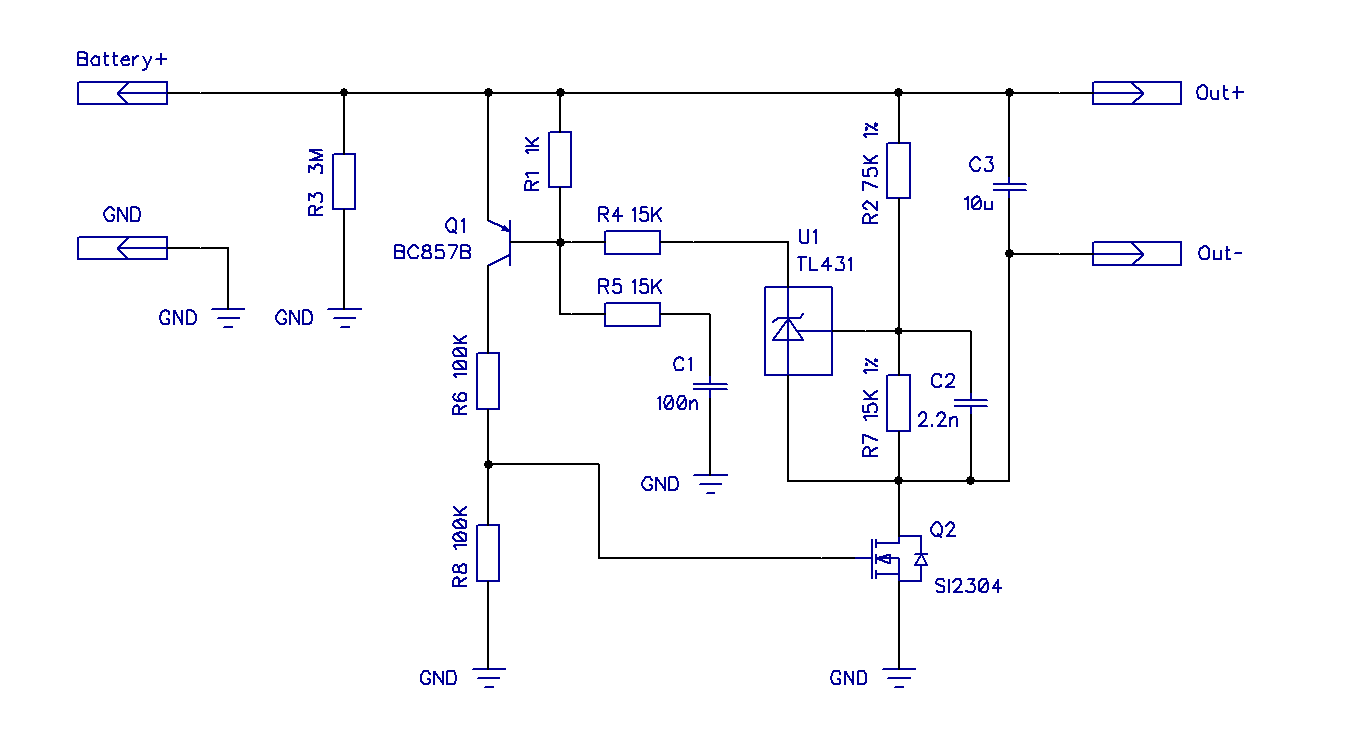 Battery+
Out+
R3 3M
R1 1K
R2 75K 1%
C3
10u
GND
Q1
BC857B
R4 15K
U1
TL431
Out-
R5 15K
GND
GND
R6 100K
C1
100n
R7 15K 1%
C2
2.2n
GND
R8 100K
Q2
SI2304
GND
GND